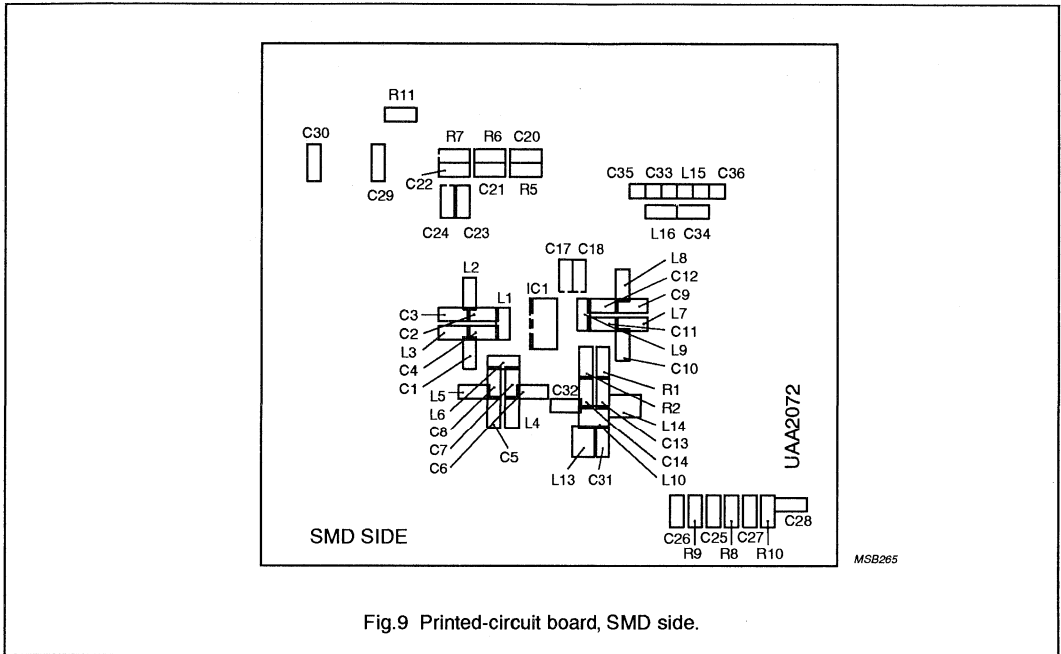 R11
C30
R7 R6 C20
C22 C21 R5
C29
C24 C23
C35 C33 L15 C36
L16 C34
C17 C18
L8
L2
C12
IC1
L1
C9
C3
L7
C2
C11
L3
L9
C4
C10
C1
R1
L5
C32
R2
L6
L14
C8
L4
C13
C7
C5
C14
C6
L13 C31
L10
UAA2072
C28
C26 C25 C27
R9 R8 R10
SMD SIDE
MSB265
Fig.9 Printed-circuit board, SMD side.